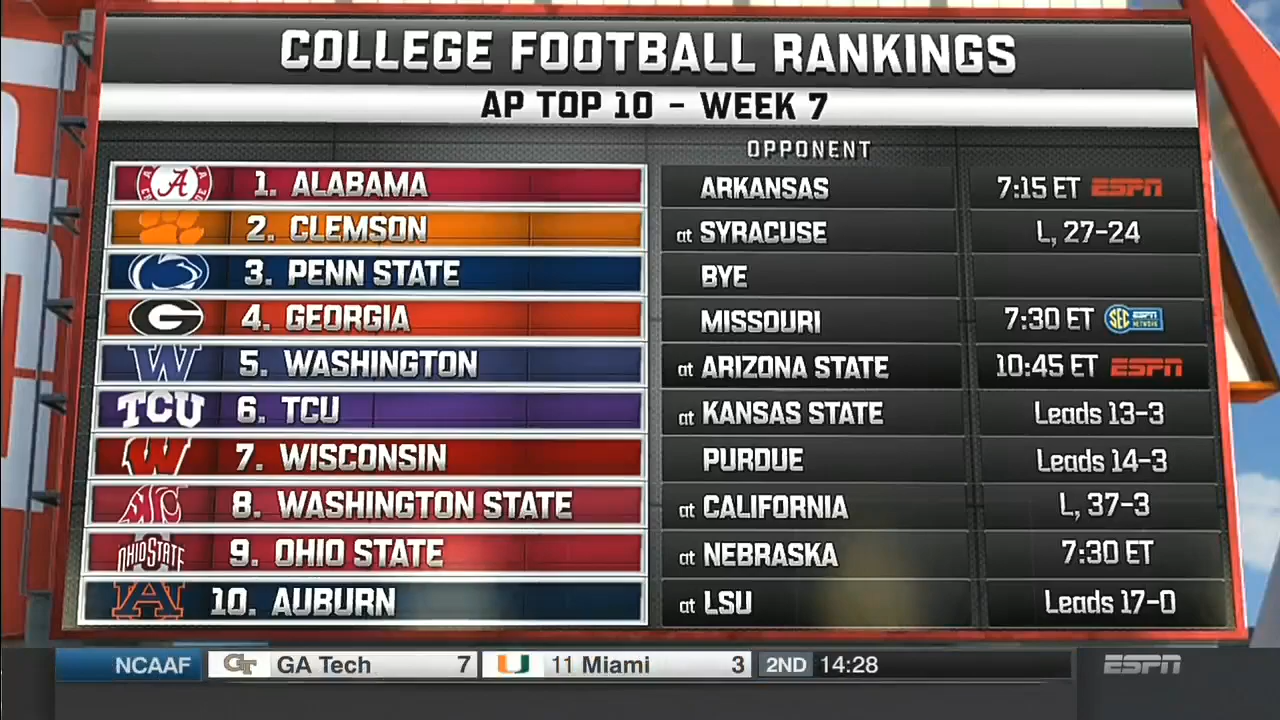 COLLEGE FOOTBALL RANKINGS
AP TOP 10 - WEEK 7
OPPONENT
A 1. ALABAMA ARKANSAS 7:15 ET ESPN
2. CLEMSON at SYRACUSE L, 27-24
3. PENN STATE BYE
G 4. GEORGIA MISSOURI 7:30 ET SEC ESPN NETWORK
W 5. WASHINGTON at ARIZONA STATE 10:45 ET ESPN
TCU 6. TCU at KANSAS STATE Leads 13-3
W 7. WISCONSIN PURDUE Leads 14-3
8. WASHINGTON STATE at CALIFORNIA L, 37-3
OHIO STATE 9. OHIO STATE at NEBRASKA 7:30 ET
AU 10. AUBURN at LSU Leads 17-0
NCAAF GT GA Tech 7 U 11 Miami 3 2ND 14:28 ESPN